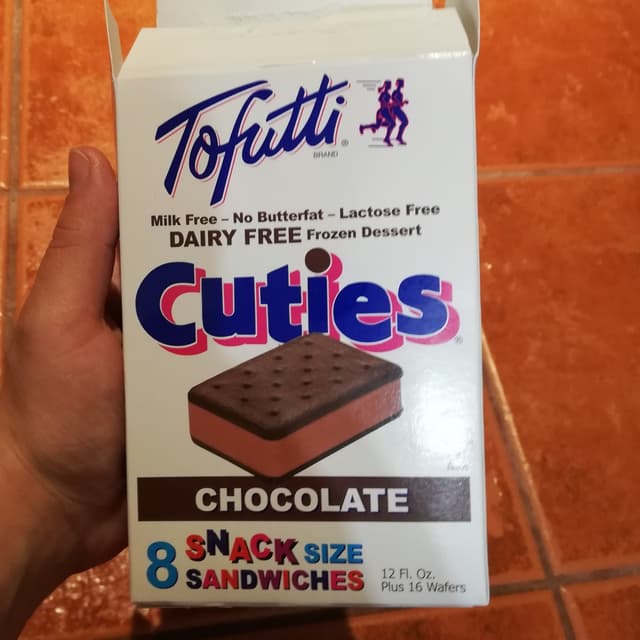 Tofutti
BRAND ®
Milk Free – No Butterfat – Lactose Free
DAIRY FREE Frozen Dessert
Cuties®
CHOCOLATE
8 SNACK SIZE
SANDWICHES
12 Fl. Oz.
Plus 16 Wafers